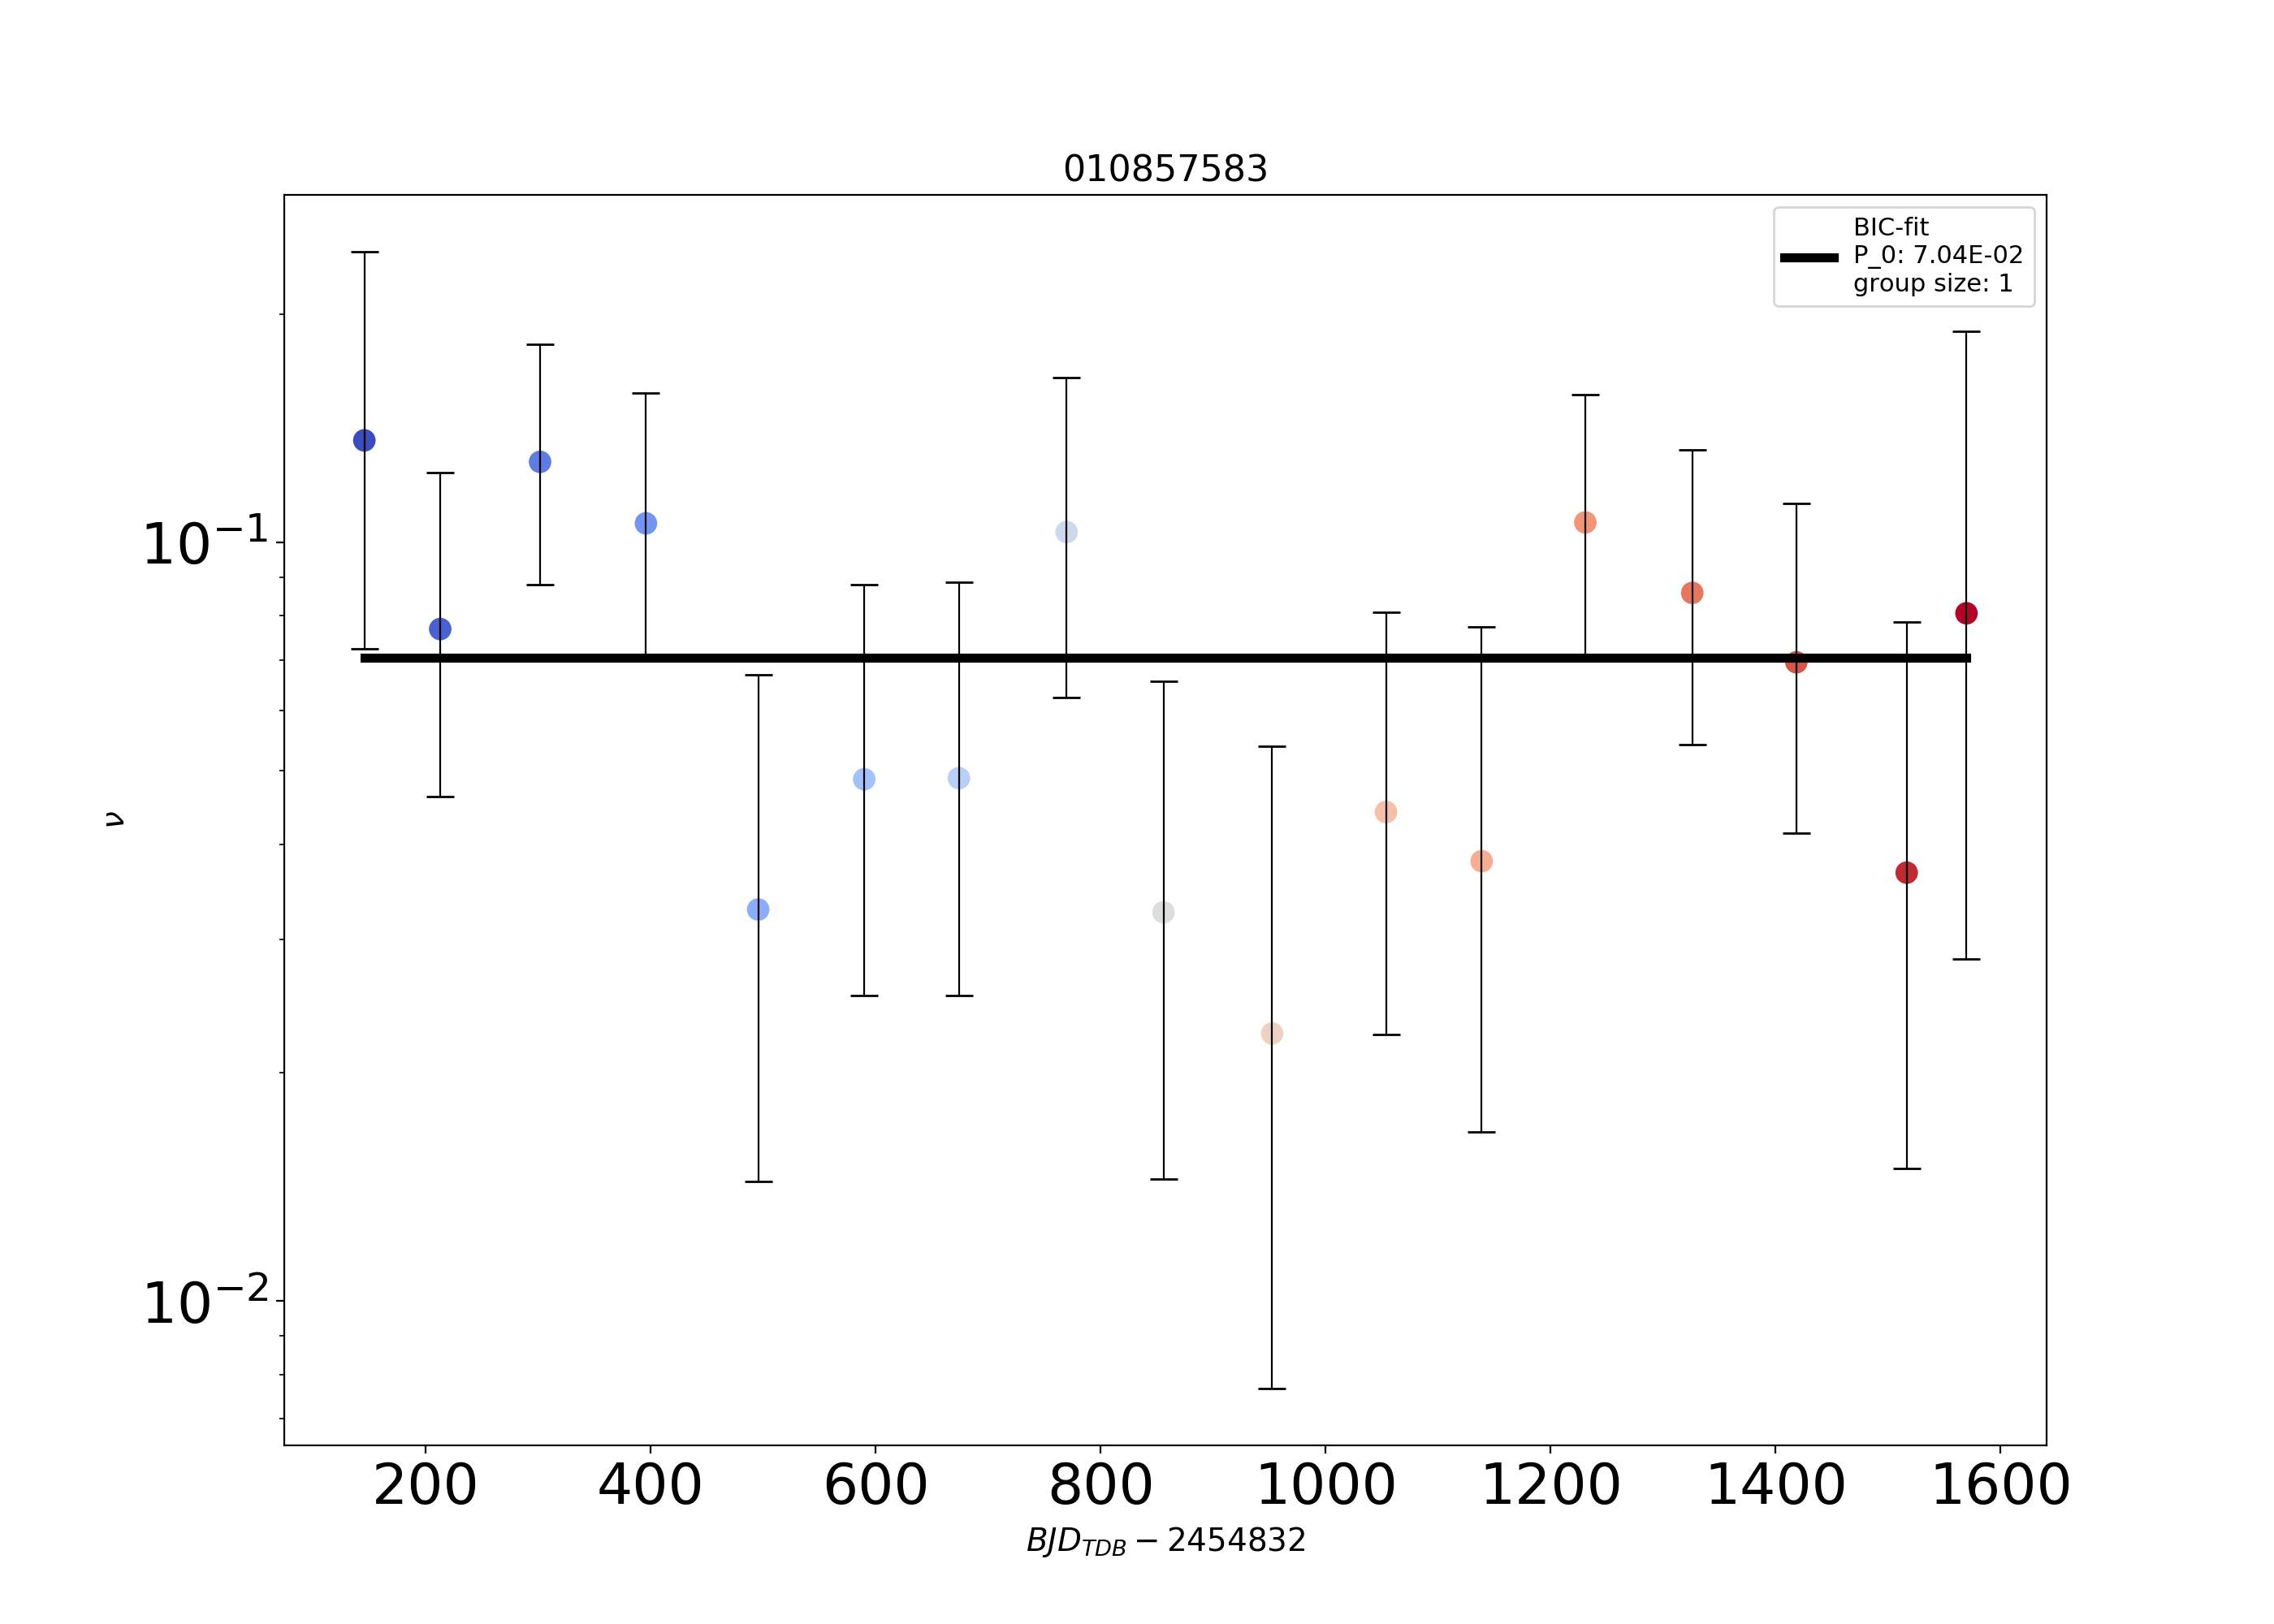 010857583
BIC-fit
P_0: 7.04E-02
group size: 1
10⁻¹
10⁻²
ν
200 400 600 800 1000 1200 1400 1600
BJD_TDB − 2454832